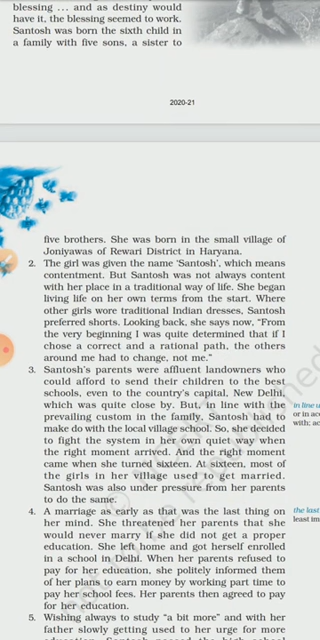 blessing ... and as destiny would
have it, the blessing seemed to work.
Santosh was born the sixth child in
a family with five sons, a sister to
2020-21
five brothers. She was born in the small village of
Joniyawas of Rewari District in Haryana.
2. The girl was given the name ‘Santosh’, which means
contentment. But Santosh was not always content
with her place in a traditional way of life. She began
living life on her own terms from the start. Where
other girls wore traditional Indian dresses, Santosh
preferred shorts. Looking back, she says now, “From
the very beginning I was quite determined that if I
chose a correct and a rational path, the others
around me had to change, not me.”
3. Santosh’s parents were affluent landowners who
could afford to send their children to the best
schools, even to the country’s capital, New Delhi,
which was quite close by. But, in line with the
prevailing custom in the family, Santosh had to
make do with the local village school. So, she decided
to fight the system in her own quiet way when
the right moment arrived. And the right moment
came when she turned sixteen. At sixteen, most of
the girls in her village used to get married.
Santosh was also under pressure from her parents
to do the same.
in line
or in
with;
4. A marriage as early as that was the last thing on
her mind. She threatened her parents that she
would never marry if she did not get a proper
education. She left home and got herself enrolled
in a school in Delhi. When her parents refused to
pay for her education, she politely informed them
of her plans to earn money by working part time to
pay her school fees. Her parents then agreed to pay
for her education.
the last
least
5. Wishing always to study “a bit more” and with her
father slowly getting used to her urge for more